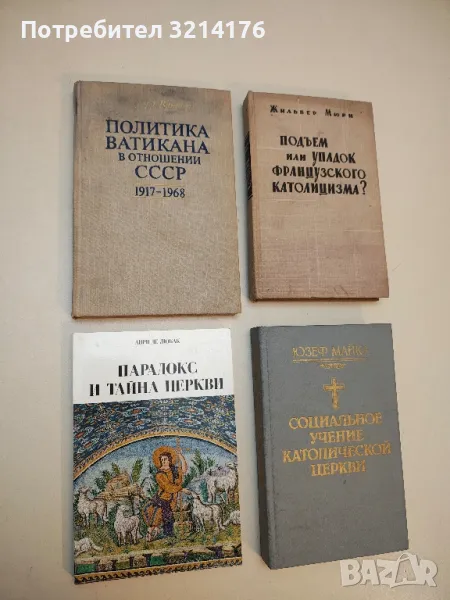 Потребител 3214176
ПОЛИТИКА
ВАТИКАНА
В ОТНОШЕНИИ
СССР
1917-1968
Жильбер Мюри
ПОДЪЕМ
ИЛИ УПАДОК
ФРАНЦУЗСКОГО
КАТОЛИЦИЗМА?
АНРИ ДЕ ЛЮБАК
ПАРАДОКС
И ТАЙНА ЦЕРКВИ
ЮЗЕФ МАЙКА
СОЦИАЛЬНОЕ
УЧЕНИЕ
КАТОЛИЧЕСКОЙ
ЦЕРКВИ
BAZAR